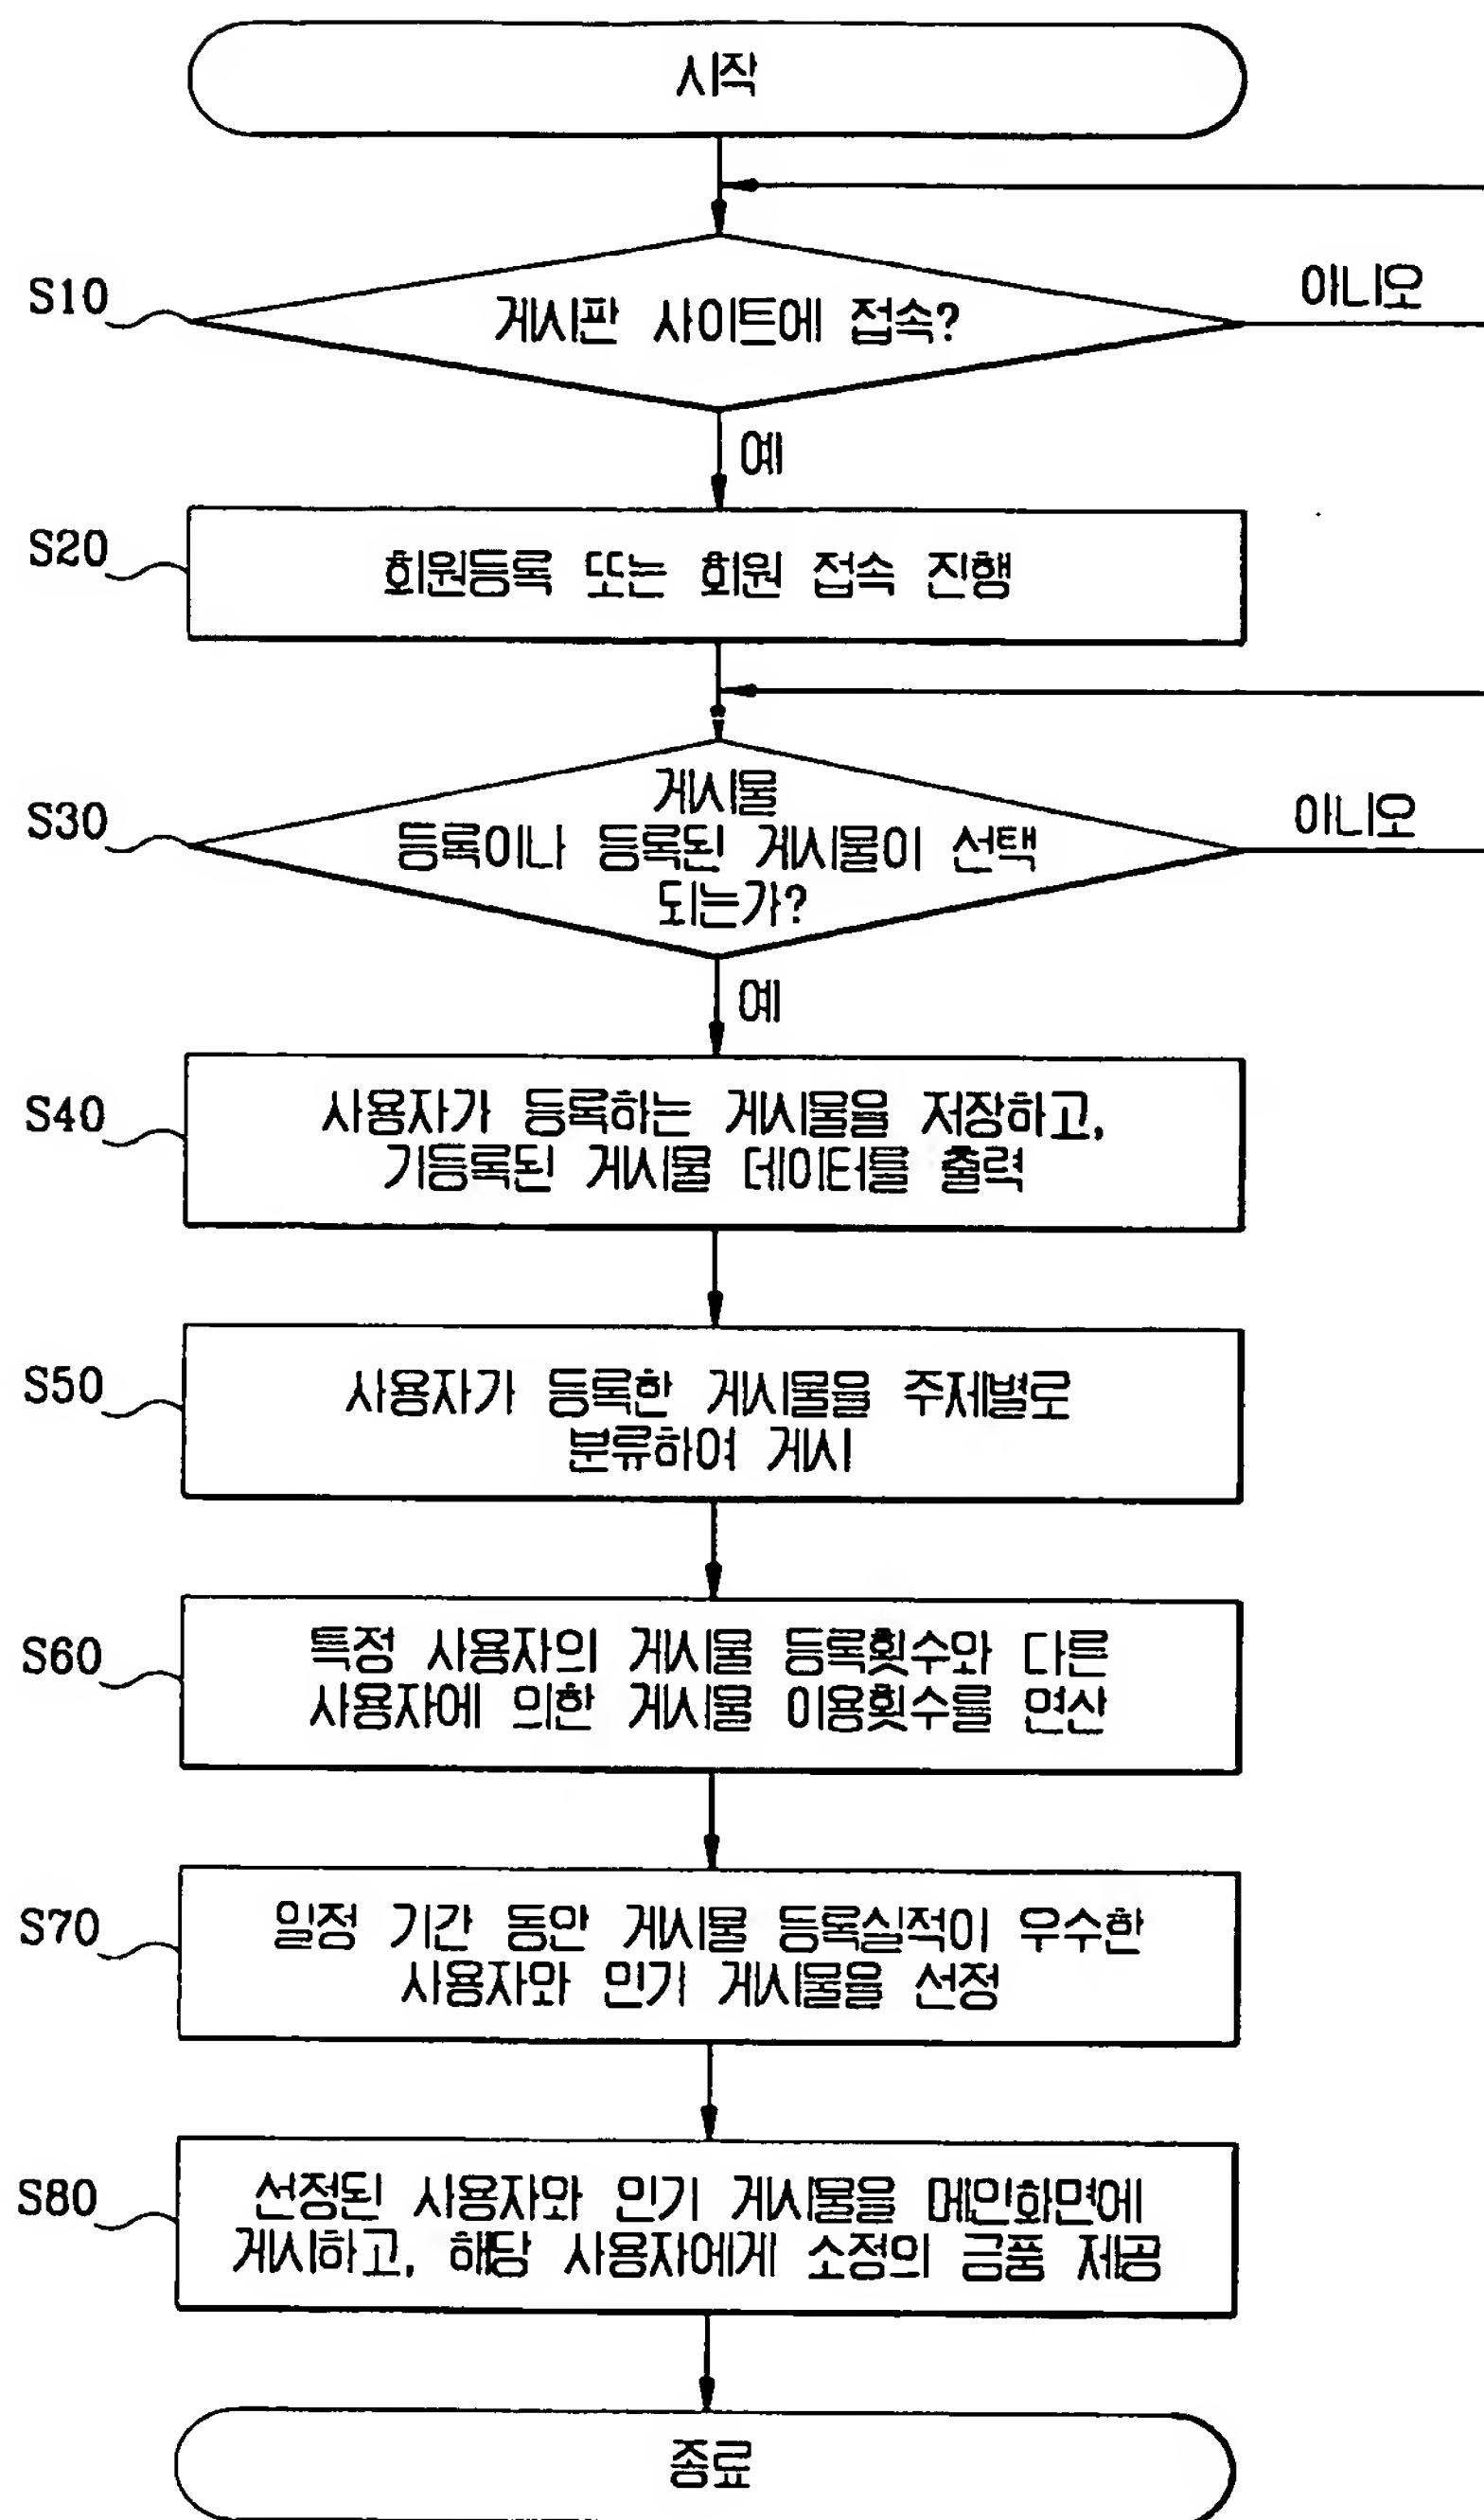 시작
S10
게시판 사이트에 접속?
아니오
예
S20
회원등록 또는 회원 접속 진행
S30
게시물
등록이나 등록된 게시물이 선택
되는가?
아니오
예
S40
사용자가 등록하는 게시물을 저장하고,
기등록된 게시물 데이터를 출력
S50
사용자가 등록한 게시물을 주제별로
분류하여 게시
S60
특정 사용자의 게시물 등록횟수와 다른
사용자에 의한 게시물 이용횟수를 연산
S70
일정 기간 동안 게시물 등록실적이 우수한
사용자와 인기 게시물을 선정
S80
선정된 사용자와 인기 게시물을 메인화면에
게시하고, 해당 사용자에게 소정의 금품 제공
종료